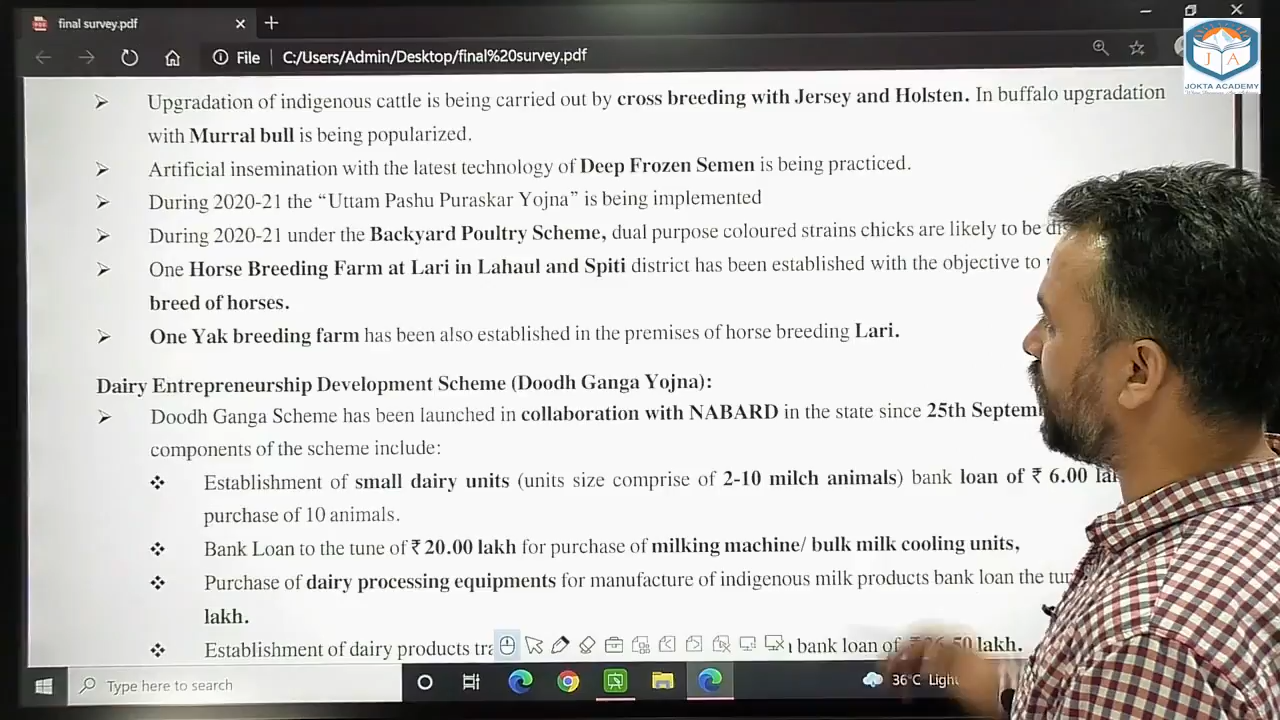 final survey.pdf
File
C:/Users/Admin/Desktop/final%20survey.pdf
JOKTA ACADEMY
➢ Upgradation of indigenous cattle is being carried out by cross breeding with Jersey and Holsten. In buffalo upgradation
with Murral bull is being popularized.
➢ Artificial insemination with the latest technology of Deep Frozen Semen is being practiced.
➢ During 2020-21 the “Uttam Pashu Puraskar Yojna” is being implemented
➢ During 2020-21 under the Backyard Poultry Scheme, dual purpose coloured strains chicks are likely to be
➢ One Horse Breeding Farm at Lari in Lahaul and Spiti district has been established with the objective to
breed of horses.
➢ One Yak breeding farm has been also established in the premises of horse breeding Lari.
Dairy Entrepreneurship Development Scheme (Doodh Ganga Yojna):
➢ Doodh Ganga Scheme has been launched in collaboration with NABARD in the state since 25th
components of the scheme include:
❖ Establishment of small dairy units (units size comprise of 2-10 milch animals) bank loan of ₹ 6.00
purchase of 10 animals.
❖ Bank Loan to the tune of ₹ 20.00 lakh for purchase of milking machine/ bulk milk cooling units,
❖ Purchase of dairy processing equipments for manufacture of indigenous milk products bank loan the
lakh.
❖ Establishment of dairy products bank loan of lakh.
Type here to search
36°C